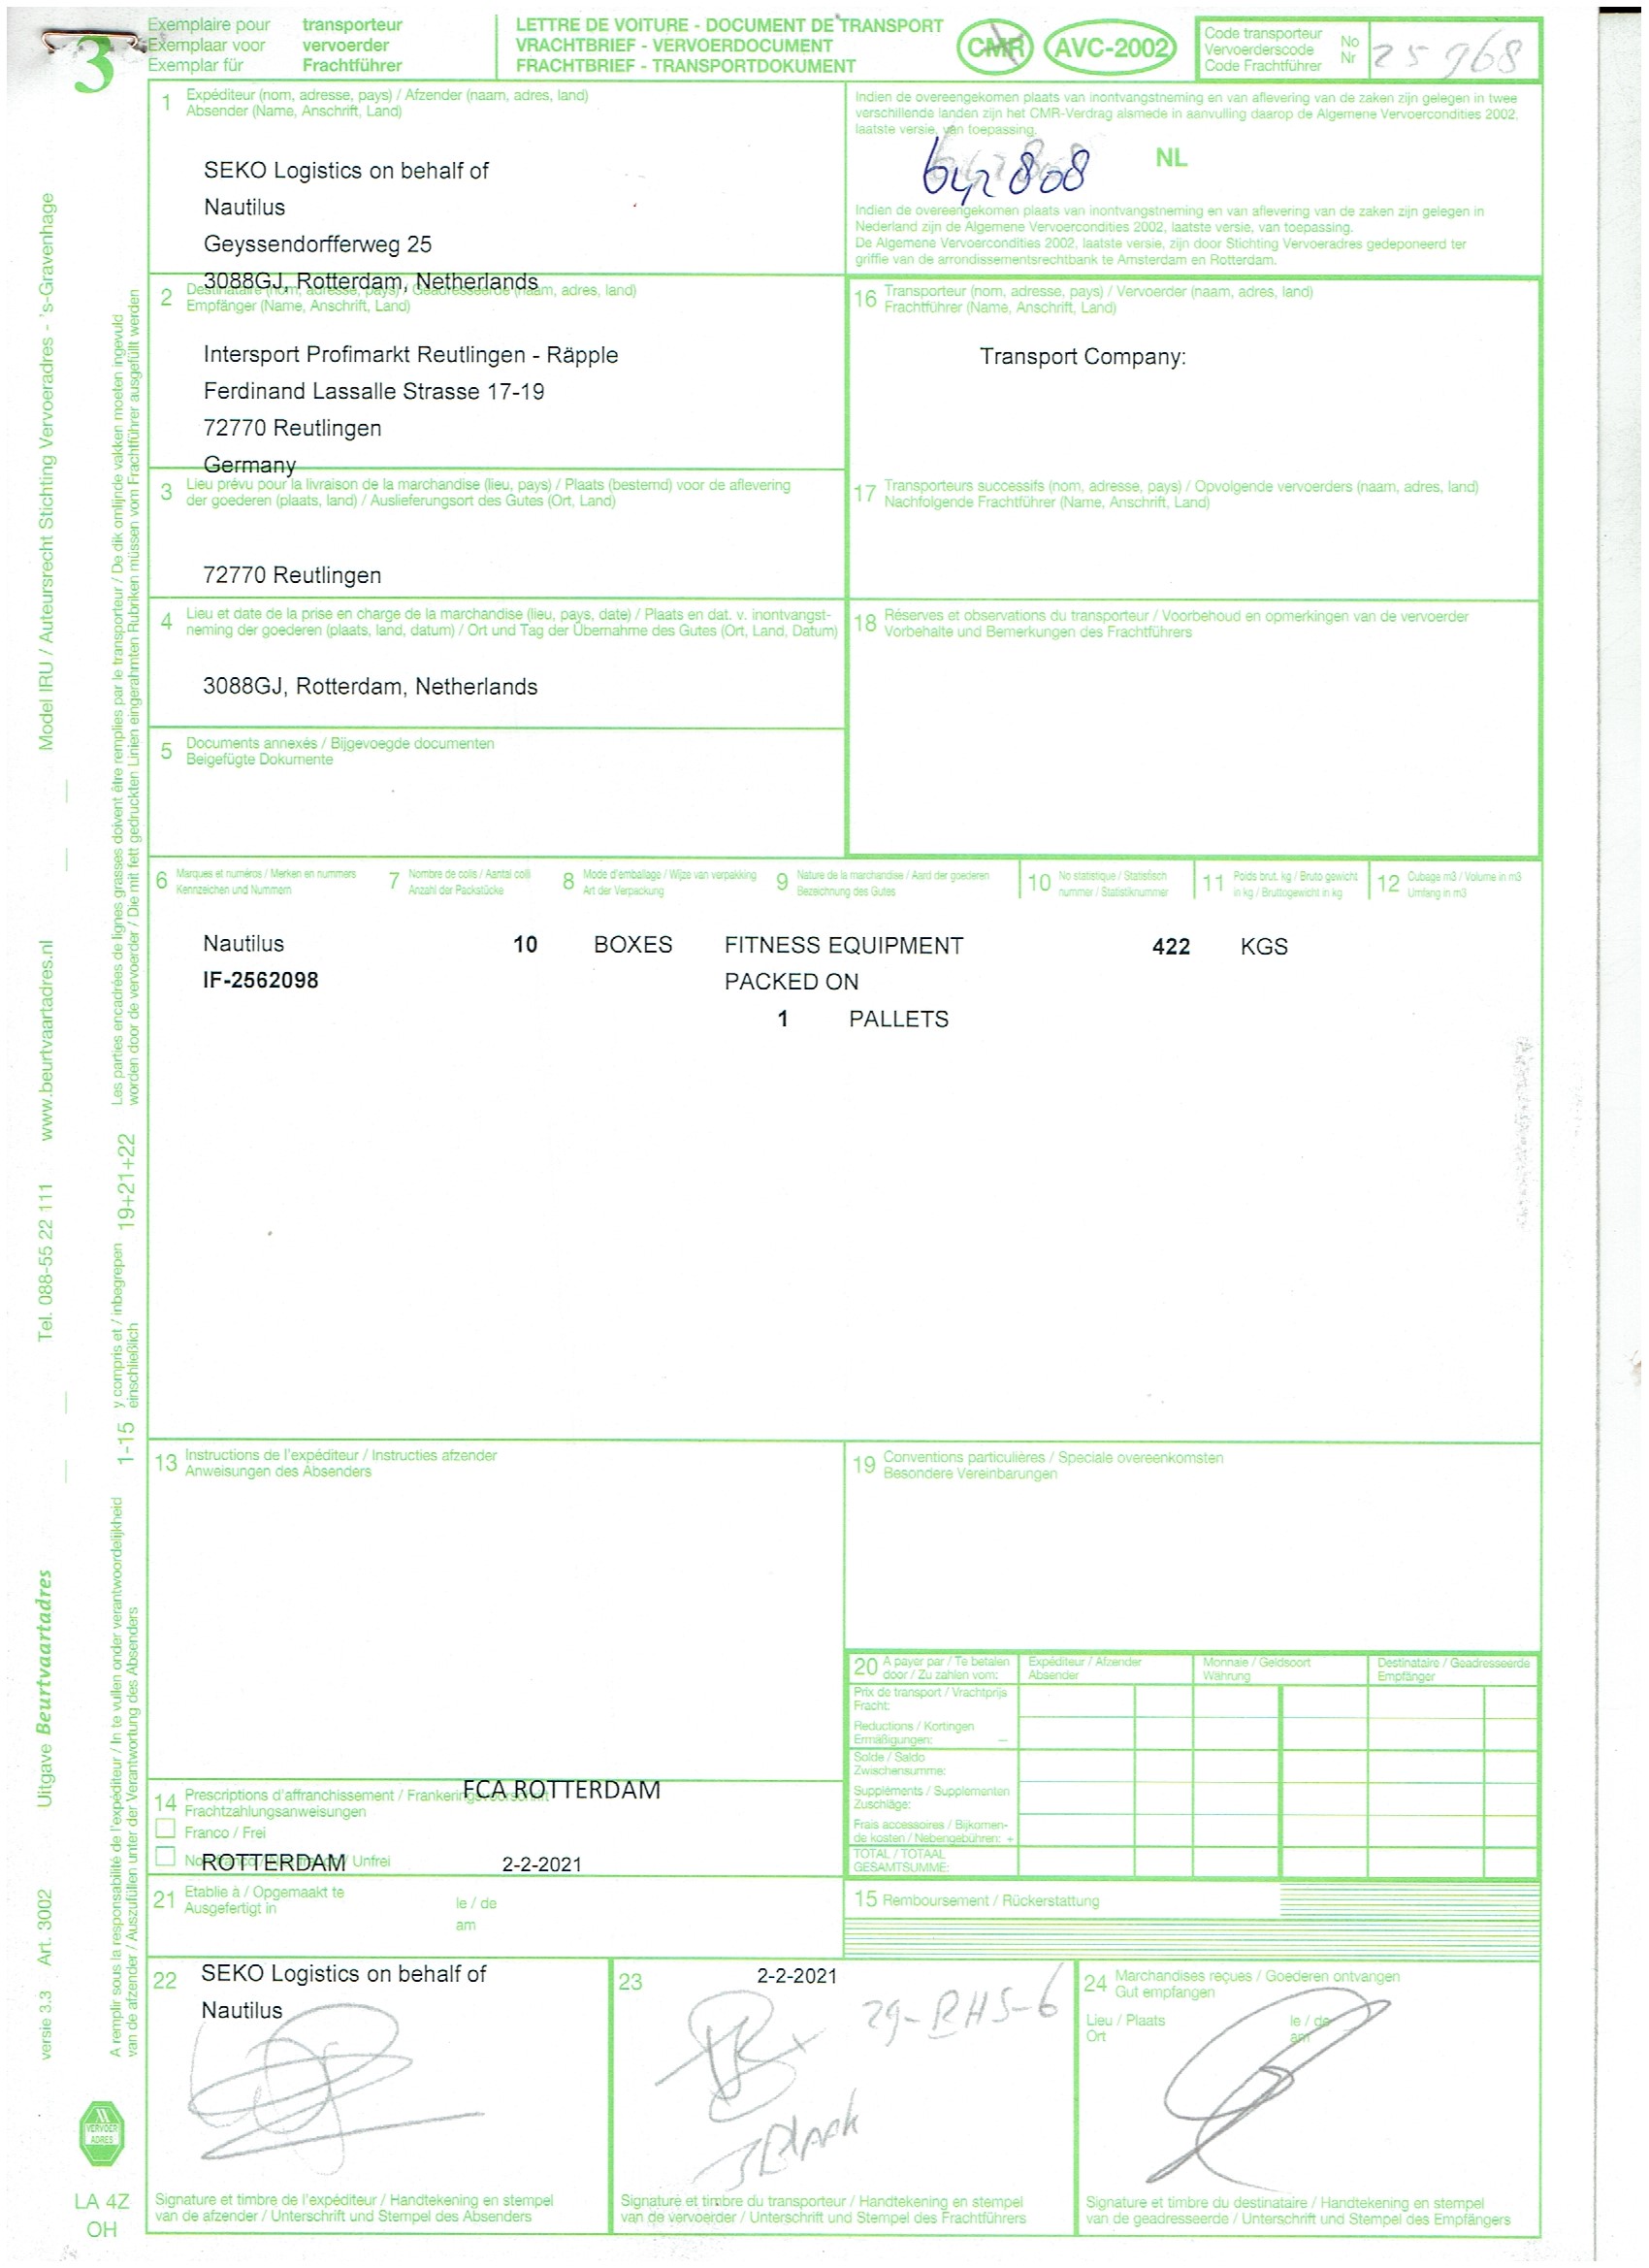 3
Exemplaire pour transporteur
Exemplaar voor vervoerder
Exemplar für Frachtführer
LETTRE DE VOITURE - DOCUMENT DE TRANSPORT
VRACHTBRIEF - VERVOERDOCUMENT
FRACHTBRIEF - TRANSPORTDOKUMENT
CMR
AVC-2002
Code transporteur
Vervoerderscode
Code Frachtführer
No
Nr
25968
1 Expéditeur (nom, adresse, pays) / Afzender (naam, adres, land)
Absender (Name, Anschrift, Land)
SEKO Logistics on behalf of
Nautilus
Geyssendorfferweg 25
3088GJ, Rotterdam, Netherlands
Indien de overeengekomen plaats van inontvangstneming en van aflevering van de zaken zijn gelegen in twee
verschillende landen zijn het CMR-Verdrag alsmede in aanvulling daarop de Algemene Vervoercondities 2002,
laatste versie, van toepassing.
NL
Indien de overeengekomen plaats van inontvangstneming en van aflevering van de zaken zijn gelegen in
Nederland zijn de Algemene Vervoercondities 2002, laatste versie, van toepassing.
De Algemene Vervoercondities 2002, laatste versie, zijn door Stichting Vervoeradres gedeponeerd ter
griffie van de arrondissementsrechtbank te Amsterdam en Rotterdam.
2 Destinataire (nom, adresse, pays) / Geadresseerde (naam, adres, land)
Empfänger (Name, Anschrift, Land)
Intersport Profimarkt Reutlingen - Räpple
Ferdinand Lassalle Strasse 17-19
72770 Reutlingen
Germany
16 Transporteur (nom, adresse, pays) / Vervoerder (naam, adres, land)
Frachtführer (Name, Anschrift, Land)
Transport Company:
3 Lieu prévu pour la livraison de la marchandise (lieu, pays) / Plaats (bestemd) voor de aflevering
der goederen (plaats, land) / Auslieferungsort des Gutes (Ort, Land)
72770 Reutlingen
17 Transporteurs successifs (nom, adresse, pays) / Opvolgende vervoerders (naam, adres, land)
Nachfolgende Frachtführer (Name, Anschrift, Land)
4 Lieu et date de la prise en charge de la marchandise (lieu, pays, date) / Plaats en dat. v. inontvangst-
neming der goederen (plaats, land, datum) / Ort und Tag der Übernahme des Gutes (Ort, Land, Datum)
3088GJ, Rotterdam, Netherlands
18 Réserves et observations du transporteur / Voorbehoud en opmerkingen van de vervoerder
Vorbehalte und Bemerkungen des Frachtführers
5 Documents annexés / Bijgevoegde documenten
Beigefügte Dokumente
6 Marques et numéros / Merken en nummers
Kennzeichen und Nummern
7 Nombre de colis / Aantal colli
Anzahl der Packstücke
8 Mode d'emballage / Wijze van verpakking
Art der Verpackung
9 Nature de la marchandise / Aard der goederen
Bezeichnung des Gutes
10 No statistique / Statistisch
nummer / Statistiknummer
11 Poids brut. kg / Bruto gewicht
in kg / Bruttogewicht in kg
12 Cubage m3 / Volume in m3
Umfang in m3
Nautilus 10 BOXES FITNESS EQUIPMENT 422 KGS
IF-2562098 PACKED ON
1 PALLETS
13 Instructions de l'expéditeur / Instructies afzender
Anweisungen des Absenders
19 Conventions particulières / Speciale overeenkomsten
Besondere Vereinbarungen
20 A payer par / Te betalen
door / Zu zahlen vom:
Expéditeur / Afzender
Absender
Monnaie / Geldsoort
Währung
Destinataire / Geadresseerde
Empfänger
Prix de transport / Vrachtprijs
Fracht:
Reductions / Kortingen
Ermäßigungen: –
Solde / Saldo
Zwischensumme:
Suppléments / Supplementen
Zuschläge:
Frais accessoires / Bijkomen-
de kosten / Nebengebühren: +
TOTAL / TOTAAL
GESAMTSUMME:
14 Prescriptions d'affranchissement / Frankeringsvoorschrift
Frachtzahlungsanweisungen
FCA ROTTERDAM
Franco / Frei
Unfrei
ROTTERDAM 2-2-2021
21 Etablie à / Opgemaakt te
Ausgefertigt in
le / de
am
15 Remboursement / Rückerstattung
22 SEKO Logistics on behalf of
Nautilus
Signature et timbre de l'expéditeur / Handtekening en stempel
van de afzender / Unterschrift und Stempel des Absenders
23 2-2-2021
29-BHS-6
Signature et timbre du transporteur / Handtekening en stempel
van de vervoerder / Unterschrift und Stempel des Frachtführers
24 Marchandises reçues / Goederen ontvangen
Gut empfangen
Lieu / Plaats
Ort
le / de
am
Signature et timbre du destinataire / Handtekening en stempel
van de geadresseerde / Unterschrift und Stempel des Empfängers
Model IRU / Auteursrecht Stichting Vervoeradres - 's-Gravenhage
www.beurtvaartadres.nl
Tel. 088-55 22 111
Uitgave Beurtvaartadres
Art. 3002
versie 3.3
Les parties encadrées de lignes grasses doivent être remplies par le transporteur / De dik omlijnde vakken moeten ingevuld
worden door de vervoerder / Die mit fett gedruckten Linien eingerahmten Rubriken müssen vom Frachtführer ausgefüllt werden
19+21+22
y compris et / inbegrepen
einschließlich
1-15
A remplir sous la responsabilité de l'expéditeur / In te vullen onder verantwoordelijkheid
van de afzender / Auszufüllen unter der Verantwortung des Absenders
VERVOER
ADRES
LA 4Z
OH